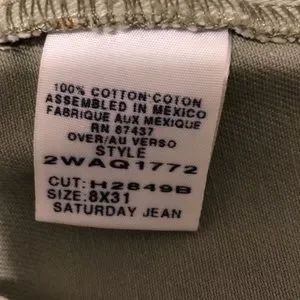 100% COTTON·COTON
ASSEMBLED IN MEXICO
FABRIQUE AUX MEXIQUE
RN 67437
OVER/AU VERSO
STYLE
2WAQ1772
CUT: H2849B
SIZE: 8X31
SATURDAY JEAN